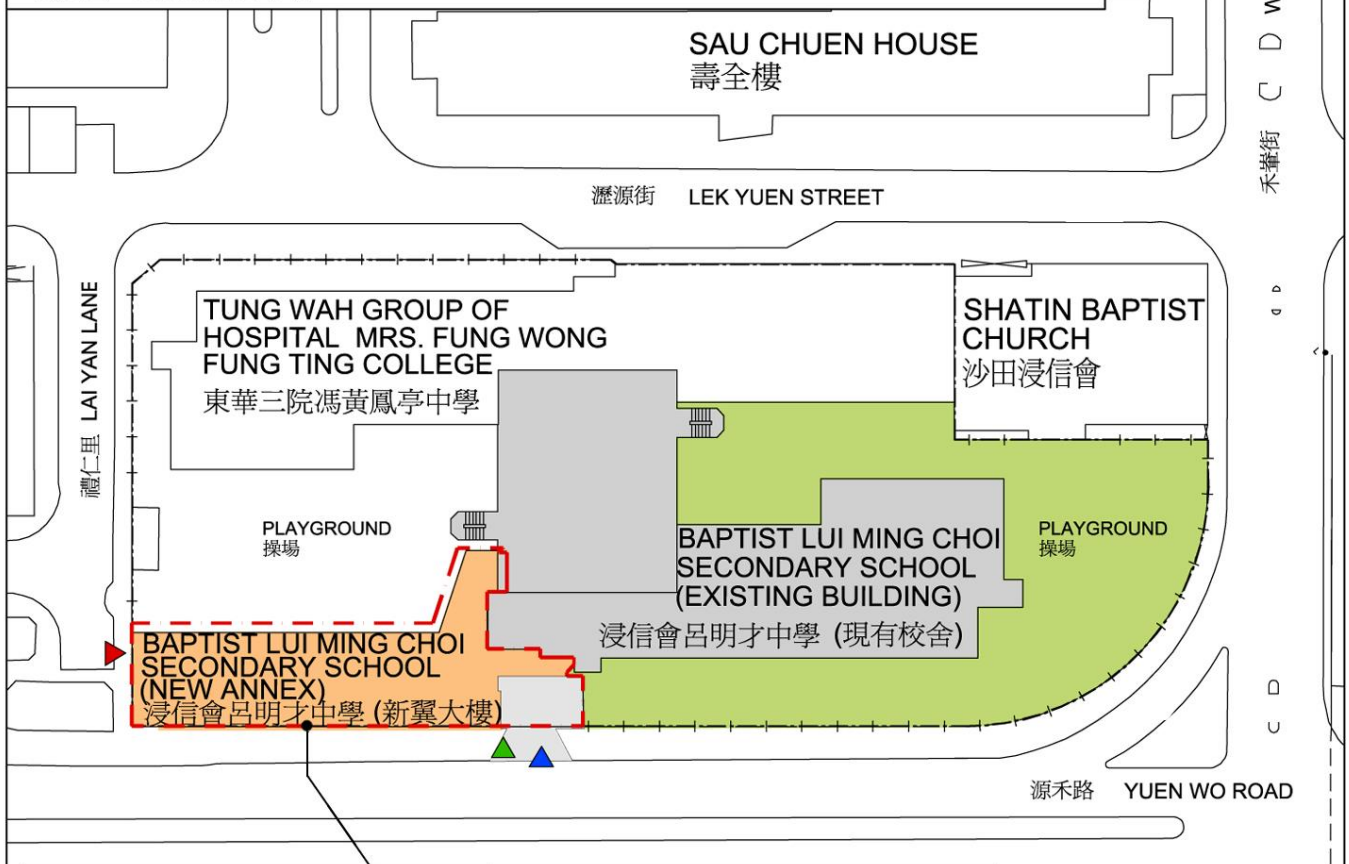 SAU CHUEN HOUSE
壽全樓
瀝源街 LEK YUEN STREET
禾輋街
TUNG WAH GROUP OF
HOSPITAL MRS. FUNG WONG
FUNG TING COLLEGE
東華三院馮黃鳳亭中學
SHATIN BAPTIST
CHURCH
沙田浸信會
禮仁里 LAI YAN LANE
PLAYGROUND
操場
BAPTIST LUI MING CHOI
SECONDARY SCHOOL
(EXISTING BUILDING)
浸信會呂明才中學 (現有校舍)
PLAYGROUND
操場
BAPTIST LUI MING CHOI
SECONDARY SCHOOL
(NEW ANNEX)
浸信會呂明才中學 (新翼大樓)
源禾路 YUEN WO ROAD